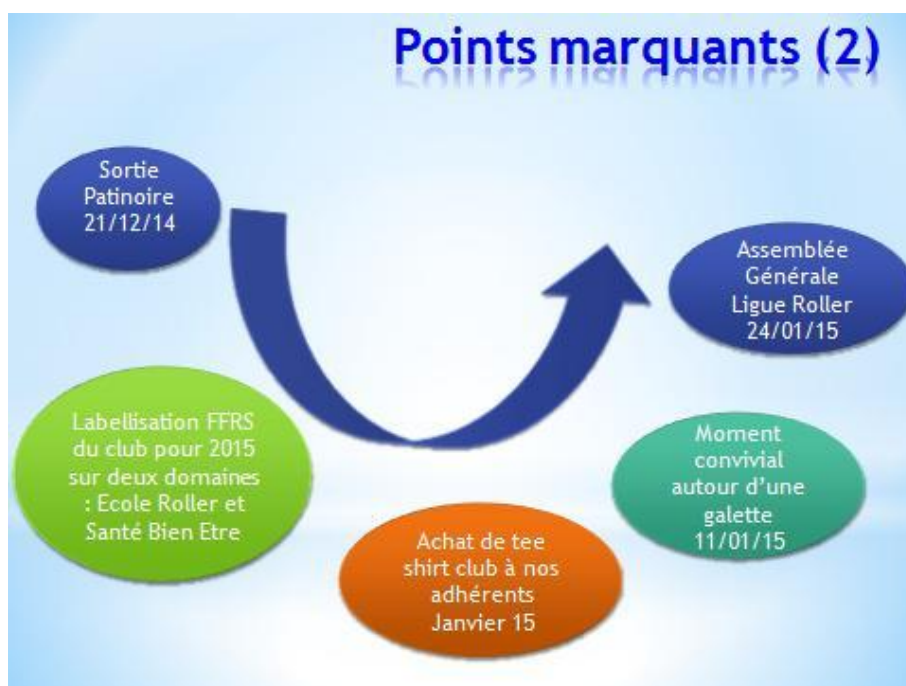 Points marquants (2)
Sortie
Patinoire
21/12/14
Labellisation FFRS
du club pour 2015
sur deux domaines
: Ecole Roller et
Santé Bien Etre
Achat de tee
shirt club à nos
adhérents
Janvier 15
Moment
convivial
autour d’une
galette
11/01/15
Assemblée
Générale
Ligue Roller
24/01/15